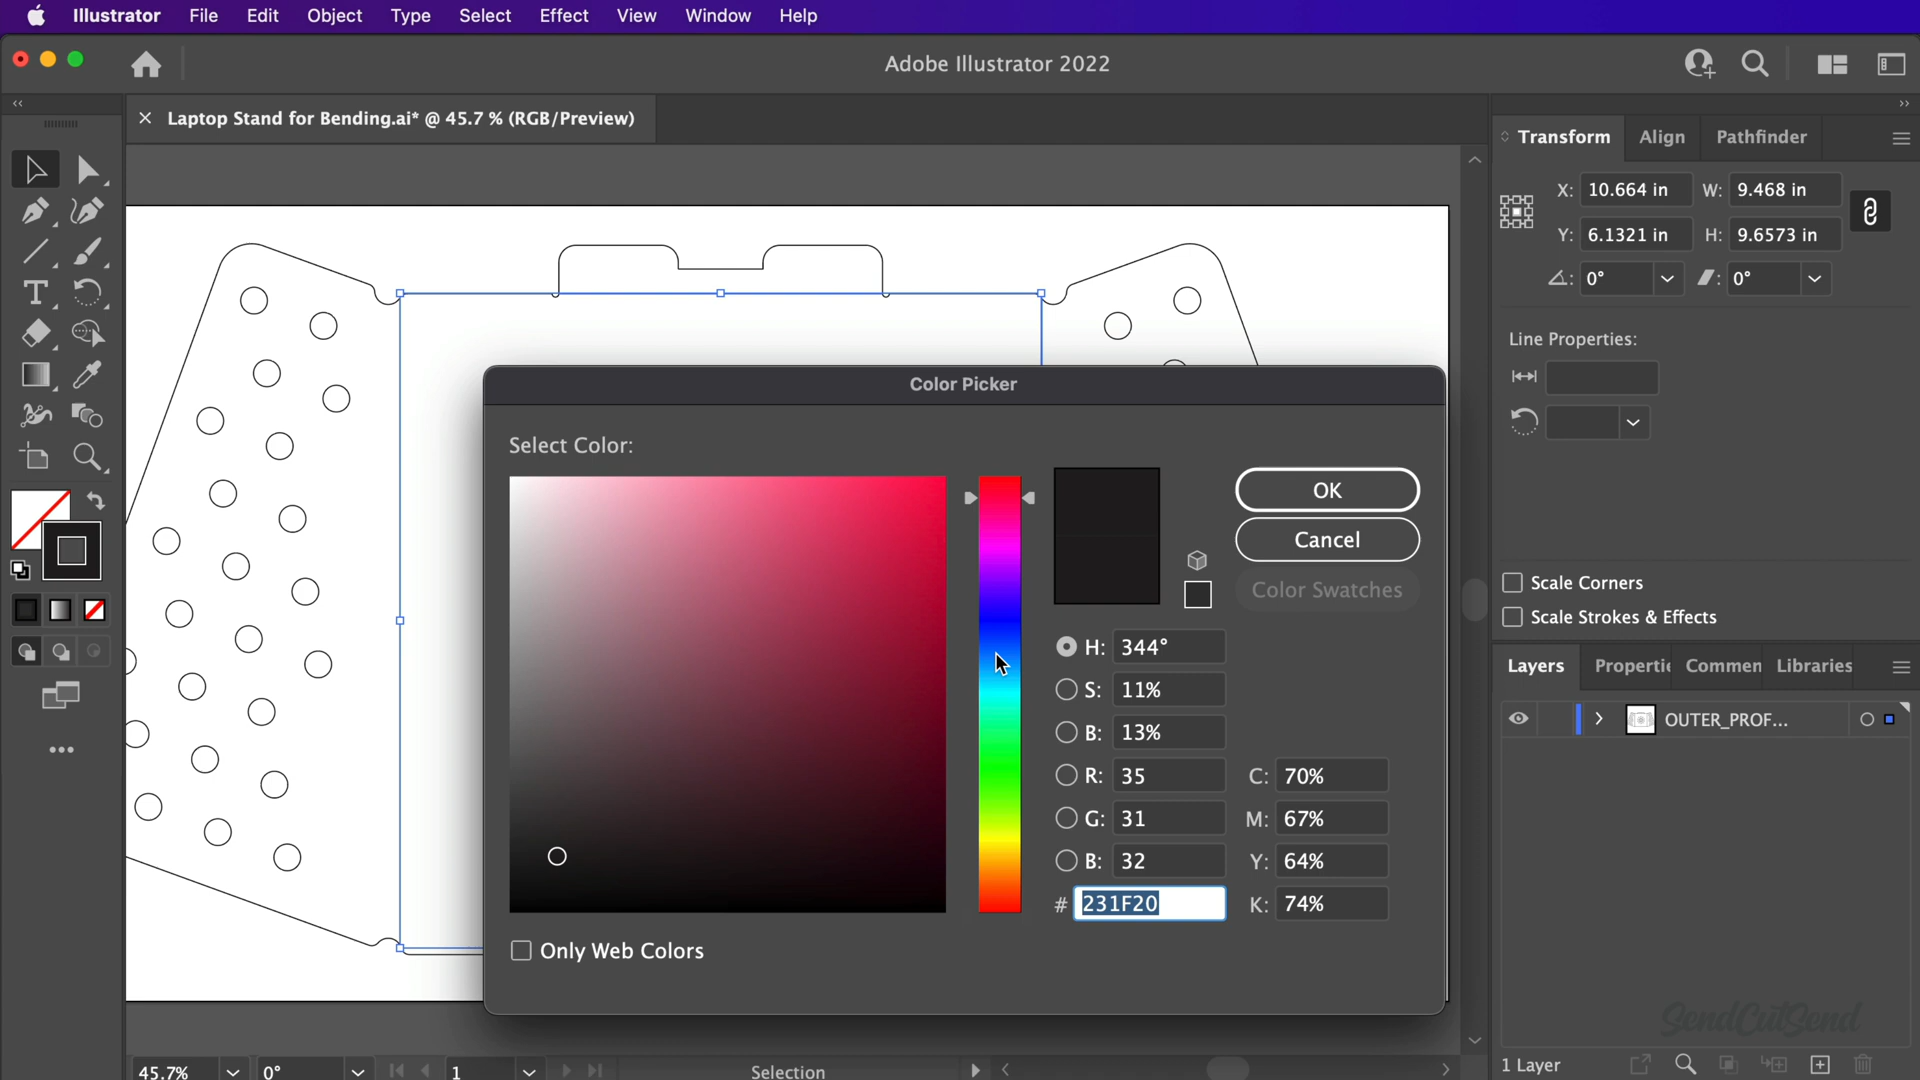 Illustrator File Edit Object Type Select Effect View Window Help
Adobe Illustrator 2022
Laptop Stand for Bending.ai* @ 45.7 % (RGB/Preview)
Transform Align Pathfinder
X: 10.664 in W: 9.468 in
Y: 6.1321 in H: 9.6573 in
0° 0°
Line Properties:
Scale Corners
Scale Strokes & Effects
Layers Properti Commen Libraries
OUTER_PROF...
1 Layer
Color Picker
Select Color:
OK
Cancel
Color Swatches
H: 344°
S: 11%
B: 13%
R: 35 C: 70%
G: 31 M: 67%
B: 32 Y: 64%
# 231F20 K: 74%
Only Web Colors
SendCutSend
45.7% 0° 1 Selection